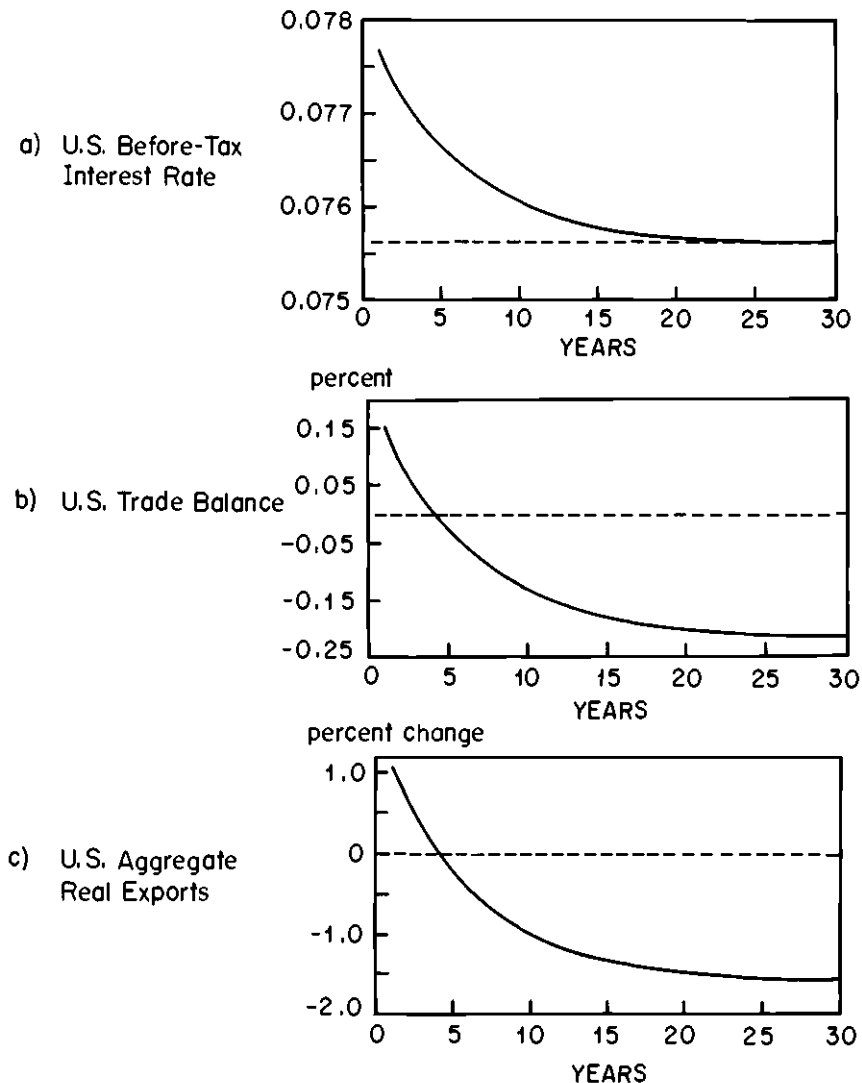 a) U.S. Before-Tax
Interest Rate
0.078
0.077
0.076
0.075
0 5 10 15 20 25 30
YEARS
percent
b) U.S. Trade Balance
0.15
0.05
-0.05
-0.15
-0.25
0 5 10 15 20 25 30
YEARS
percent change
c) U.S. Aggregate
Real Exports
1.0
0
-1.0
-2.0
0 5 10 15 20 25 30
YEARS